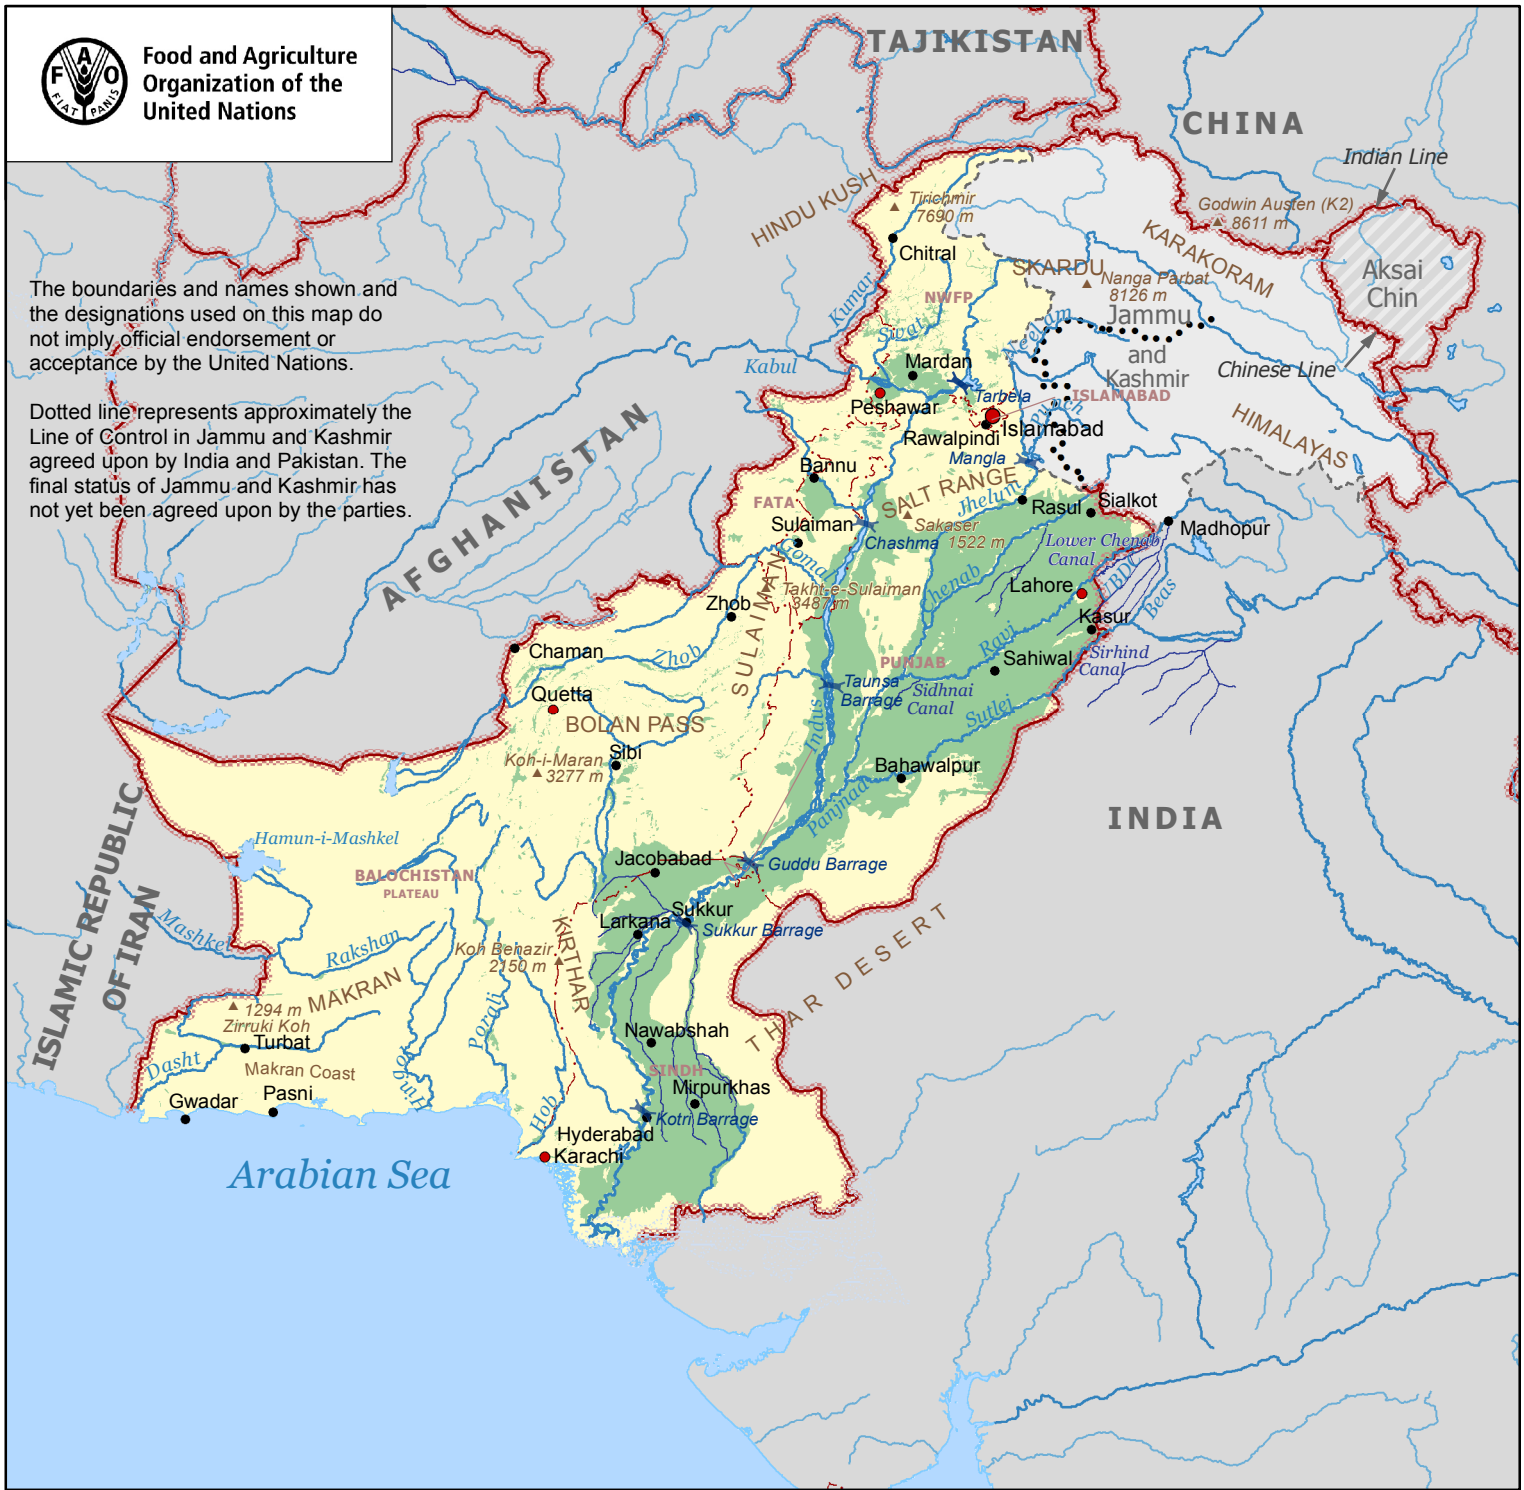 Food and Agriculture
Organization of the
United Nations
F A O
FIAT PANIS
The boundaries and names shown and
the designations used on this map do
not imply official endorsement or
acceptance by the United Nations.
Dotted line represents approximately the
Line of Control in Jammu and Kashmir
agreed upon by India and Pakistan. The
final status of Jammu and Kashmir has
not yet been agreed upon by the parties.
TAJIKISTAN
CHINA
Indian Line
HINDU KUSH
Tirichmir
7690 m
Godwin Austen (K2)
8611 m
Chitral
KARAKORAM
SKARDU
Nanga Parbat
8126 m
Aksai
Chin
NWFP
Kumar
Swat
Neelam
Jammu
and
Kashmir
Chinese Line
Kabul
Mardan
Tarbela
ISLAMABAD
Peshawar
Punch
Rawalpindi
Islamabad
HIMALAYAS
Mangla
AFGHANISTAN
Bannu
SALT RANGE
FATA
Jhelum
Rasul
Sialkot
Sulaiman
Sakaser
1522 m
Madhopur
Chashma
Lower Chenab
Canal
Gomal
Takht-e-Sulaiman
3487 m
Chenab
Lahore
LBDC
Beas
Zhob
Kasur
SULAIMAN
Ravi
Chaman
Zhob
PUNJAB
Sahiwal
Sirhind
Canal
Quetta
Taunsa
Barrage
Sidhnai
Canal
BOLAN PASS
Indus
Sutlej
Koh-i-Maran
3277 m
Sibi
Bahawalpur
ISLAMIC REPUBLIC
OF IRAN
Panjnad
INDIA
Hamun-i-Mashkel
Jacobabad
Guddu Barrage
BALOCHISTAN
PLATEAU
Mashkel
Larkana
Sukkur
Sukkur Barrage
Rakshan
Koh Benazir
2150 m
KIRTHAR
THAR DESERT
MAKRAN
1294 m
Zirruki Koh
Porali
Nawabshah
Turbat
Dasht
Makran Coast
Hingol
SINDH
Mirpurkhas
Pasni
Gwadar
Hob
Kotri Barrage
Hyderabad
Karachi
Arabian Sea